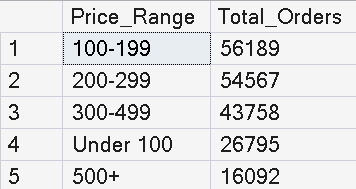 Price_Range Total_Orders
1 100-199 56189
2 200-299 54567
3 300-499 43758
4 Under 100 26795
5 500+ 16092